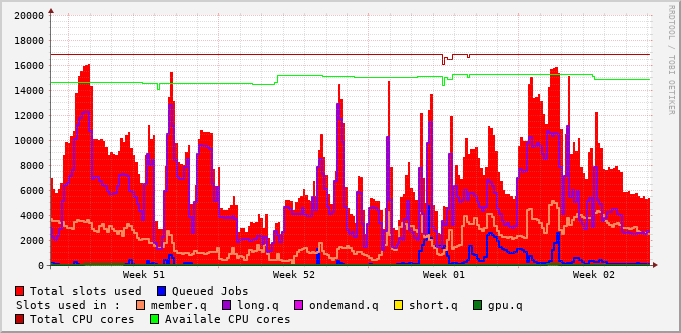 20000
18000
16000
14000
12000
10000
8000
6000
4000
2000
0
Week 51 Week 52 Week 01 Week 02
RRDTOOL / TOBI OETIKER
Total slots used Queued Jobs
Slots used in : member.q long.q ondemand.q short.q gpu.q
Total CPU cores Availale CPU cores